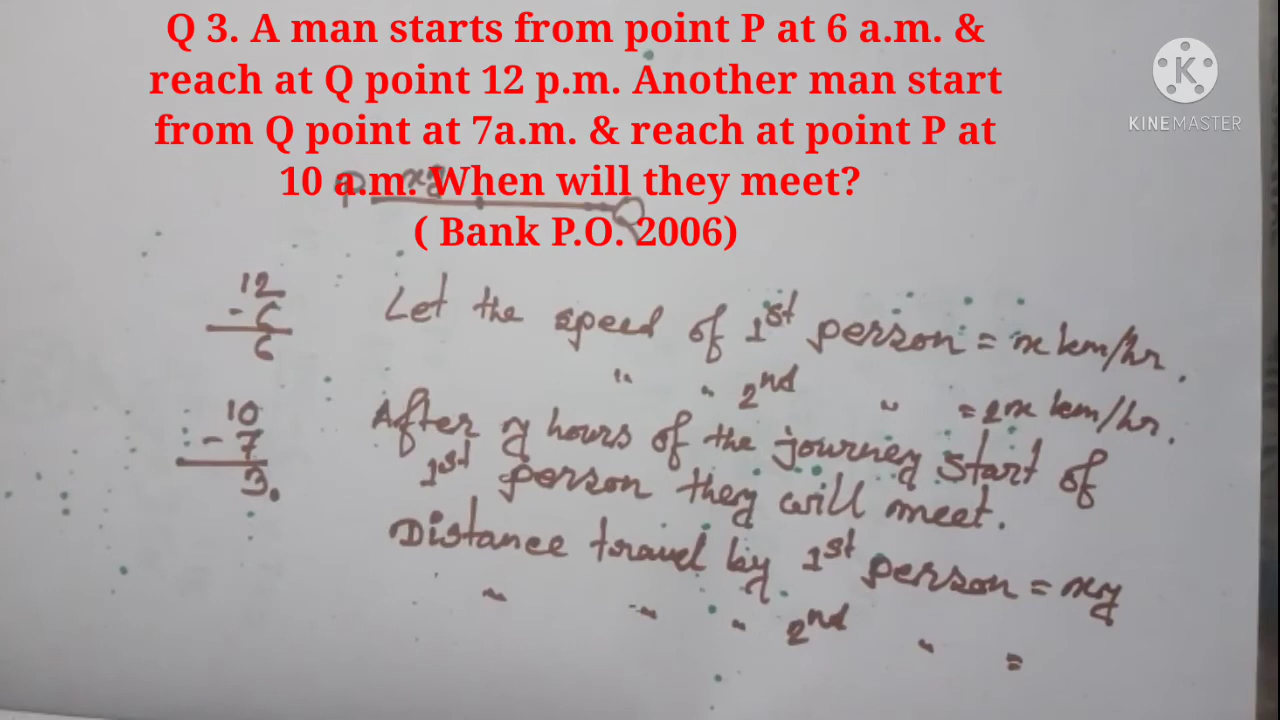 Q 3. A man starts from point P at 6 a.m. &
reach at Q point 12 p.m. Another man start
from Q point at 7a.m. & reach at point P at
10 a.m. When will they meet?
( Bank P.O. 2006)
K
KINEMASTER
P xy Q
12
- 6
6
Let the speed of 1st person = x km/hr.
" " 2nd " = 2x km/hr.
10
- 7
3.
After y hours of the journey start of
1st person they will meet.
Distance travel by 1st person = xy
" " " 2nd " =